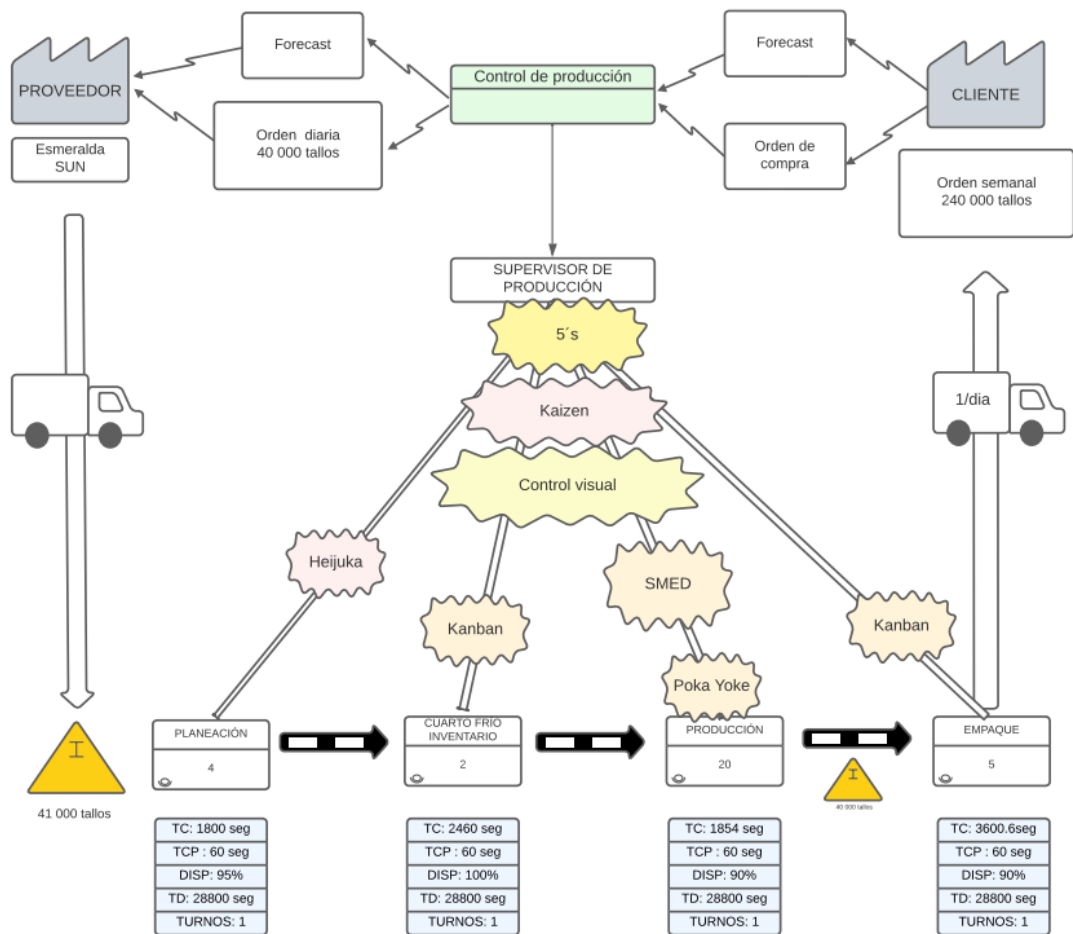 Forecast
Forecast
Control de producción
PROVEEDOR
CLIENTE
Esmeralda
SUN
Orden diaria
40 000 tallos
Orden de
compra
Orden semanal
240 000 tallos
SUPERVISOR DE
PRODUCCIÓN
5´s
Kaizen
1/dia
Control visual
Heijuka
SMED
Kanban
Kanban
Poka Yoke
PLANEACIÓN
4
CUARTO FRIO
INVENTARIO
2
PRODUCCIÓN
20
EMPAQUE
5
I
I
41 000 tallos
40 000 tallos
TC: 1800 seg
TCP : 60 seg
DISP: 95%
TD: 28800 seg
TURNOS: 1
TC: 2460 seg
TCP : 60 seg
DISP: 100%
TD: 28800 seg
TURNOS: 1
TC: 1854 seg
TCP : 60 seg
DISP: 90%
TD: 28800 seg
TURNOS: 1
TC: 3600.6seg
TCP : 60 seg
DISP: 90%
TD: 28800 seg
TURNOS: 1